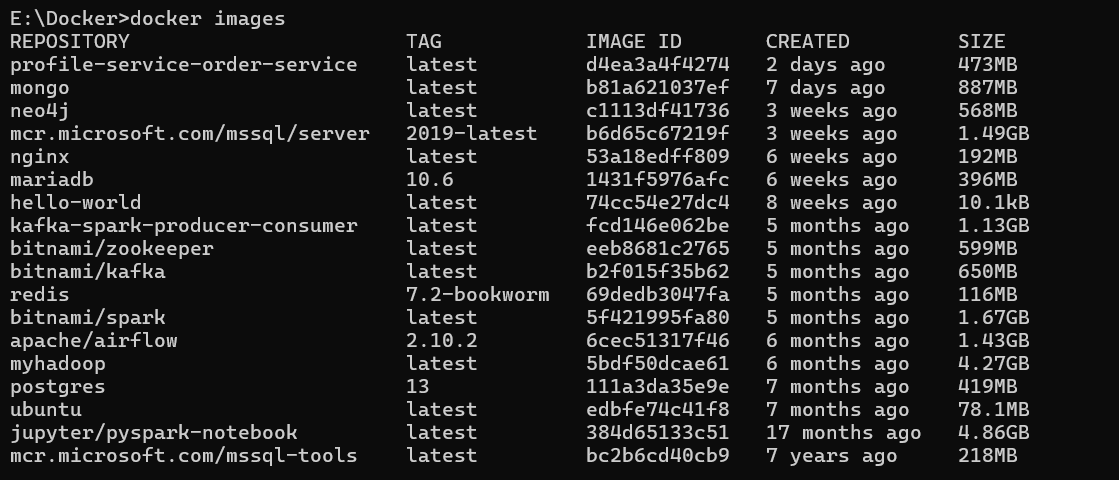 E:\Docker>docker images
REPOSITORY                       TAG            IMAGE ID       CREATED         SIZE
profile-service-order-service    latest         d4ea3a4f4274   2 days ago      473MB
mongo                            latest         b81a621037ef   7 days ago      887MB
neo4j                            latest         c1113df41736   3 weeks ago     568MB
mcr.microsoft.com/mssql/server   2019-latest    b6d65c67219f   3 weeks ago     1.49GB
nginx                            latest         53a18edff809   6 weeks ago     192MB
mariadb                          10.6           1431f5976afc   6 weeks ago     396MB
hello-world                      latest         74cc54e27dc4   8 weeks ago     10.1kB
kafka-spark-producer-consumer    latest         fcd146e062be   5 months ago    1.13GB
bitnami/zookeeper                latest         eeb8681c2765   5 months ago    599MB
bitnami/kafka                    latest         b2f015f35b62   5 months ago    650MB
redis                            7.2-bookworm   69dedb3047fa   5 months ago    116MB
bitnami/spark                    latest         5f421995fa80   5 months ago    1.67GB
apache/airflow                   2.10.2         6cec51317f46   6 months ago    1.43GB
myhadoop                         latest         5bdf50dcae61   6 months ago    4.27GB
postgres                         13             111a3da35e9e   7 months ago    419MB
ubuntu                           latest         edbfe74c41f8   7 months ago    78.1MB
jupyter/pyspark-notebook         latest         384d65133c51   17 months ago   4.86GB
mcr.microsoft.com/mssql-tools    latest         bc2b6cd40cb9   7 years ago     218MB